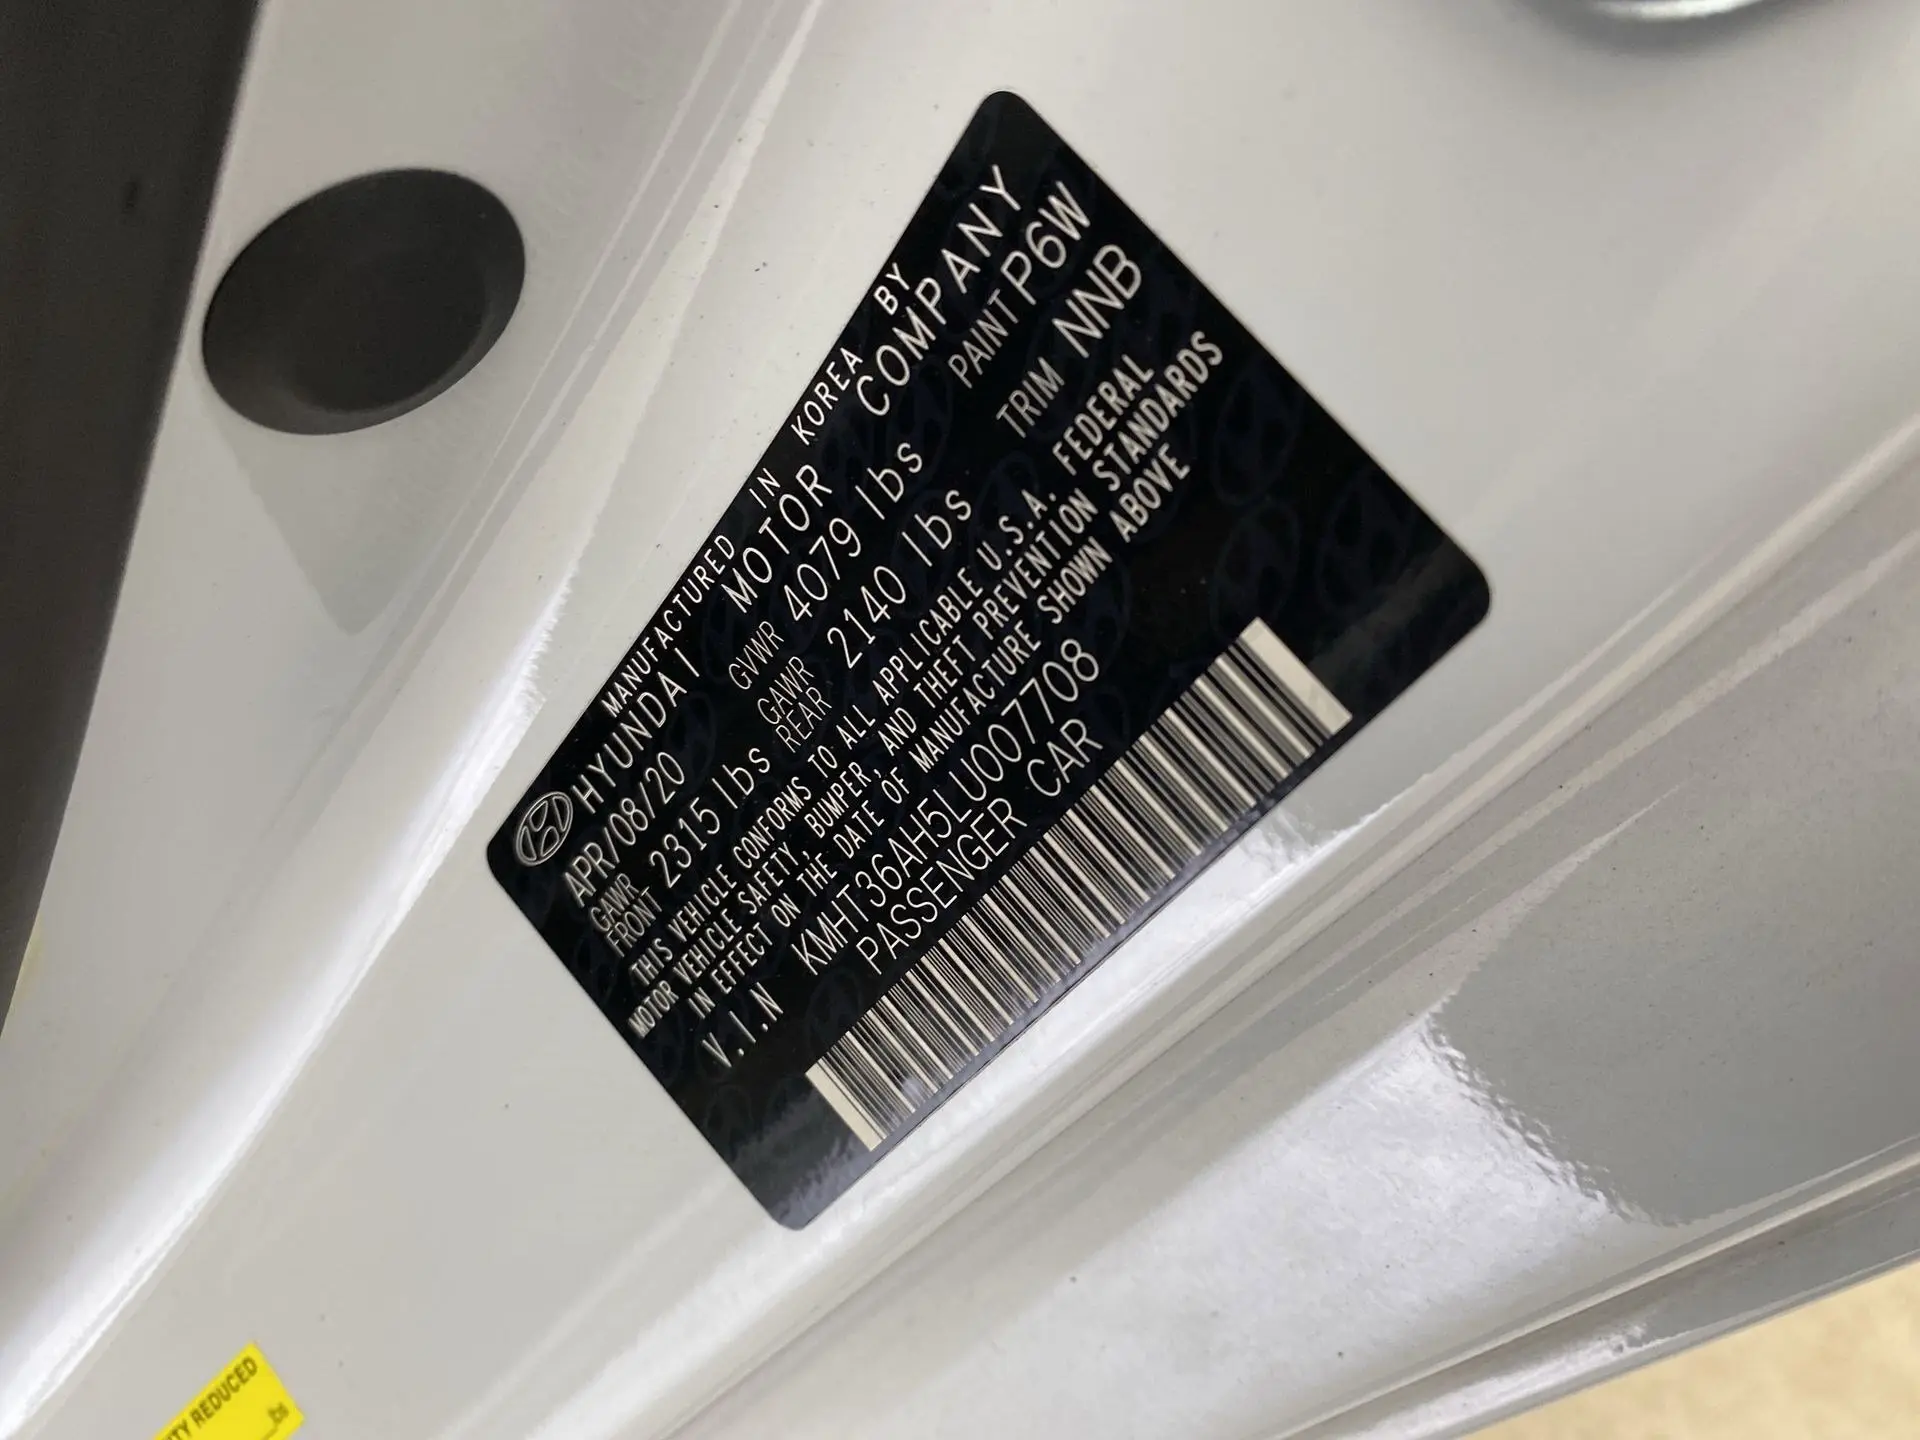 MANUFACTURED IN KOREA BY
HYUNDAI MOTOR COMPANY
APR/08/20 GVWR 4079 lbs PAINT P6W
GAWR FRONT 2315 lbs GAWR REAR 2140 lbs TRIM NNB
THIS VEHICLE CONFORMS TO ALL APPLICABLE U.S.A. FEDERAL
MOTOR VEHICLE SAFETY, BUMPER, AND THEFT PREVENTION STANDARDS
IN EFFECT ON THE DATE OF MANUFACTURE SHOWN ABOVE
V.I.N KMHT36AH5LU007708
PASSENGER CAR
REDUCED
lbs